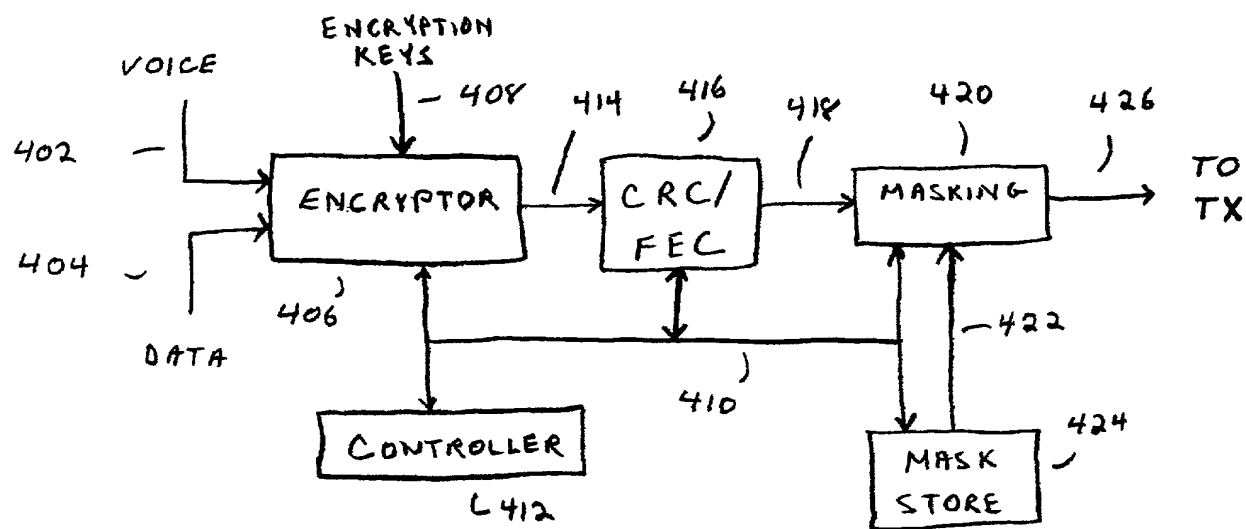 ENCRYPTION
KEYS
VOICE
408
414
416
418
420
426
402
ENCRYPTOR
CRC/
FEC
MASKING
TO
TX
404
406
422
DATA
410
CONTROLLER
412
MASK
STORE
424